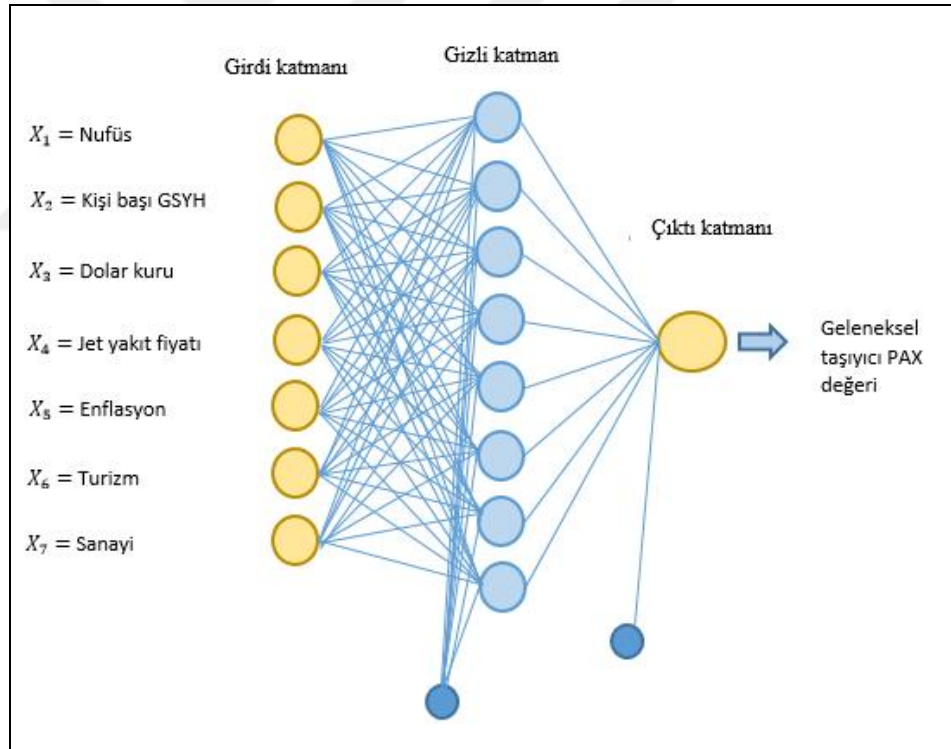 Girdi katmanı
Gizli katman
Çıktı katmanı
X₁ = Nufüs
X₂ = Kişi başı GSYH
X₃ = Dolar kuru
X₄ = Jet yakıt fiyatı
X₅ = Enflasyon
X₆ = Turizm
X₇ = Sanayi
Geleneksel
taşıyıcı PAX
değeri